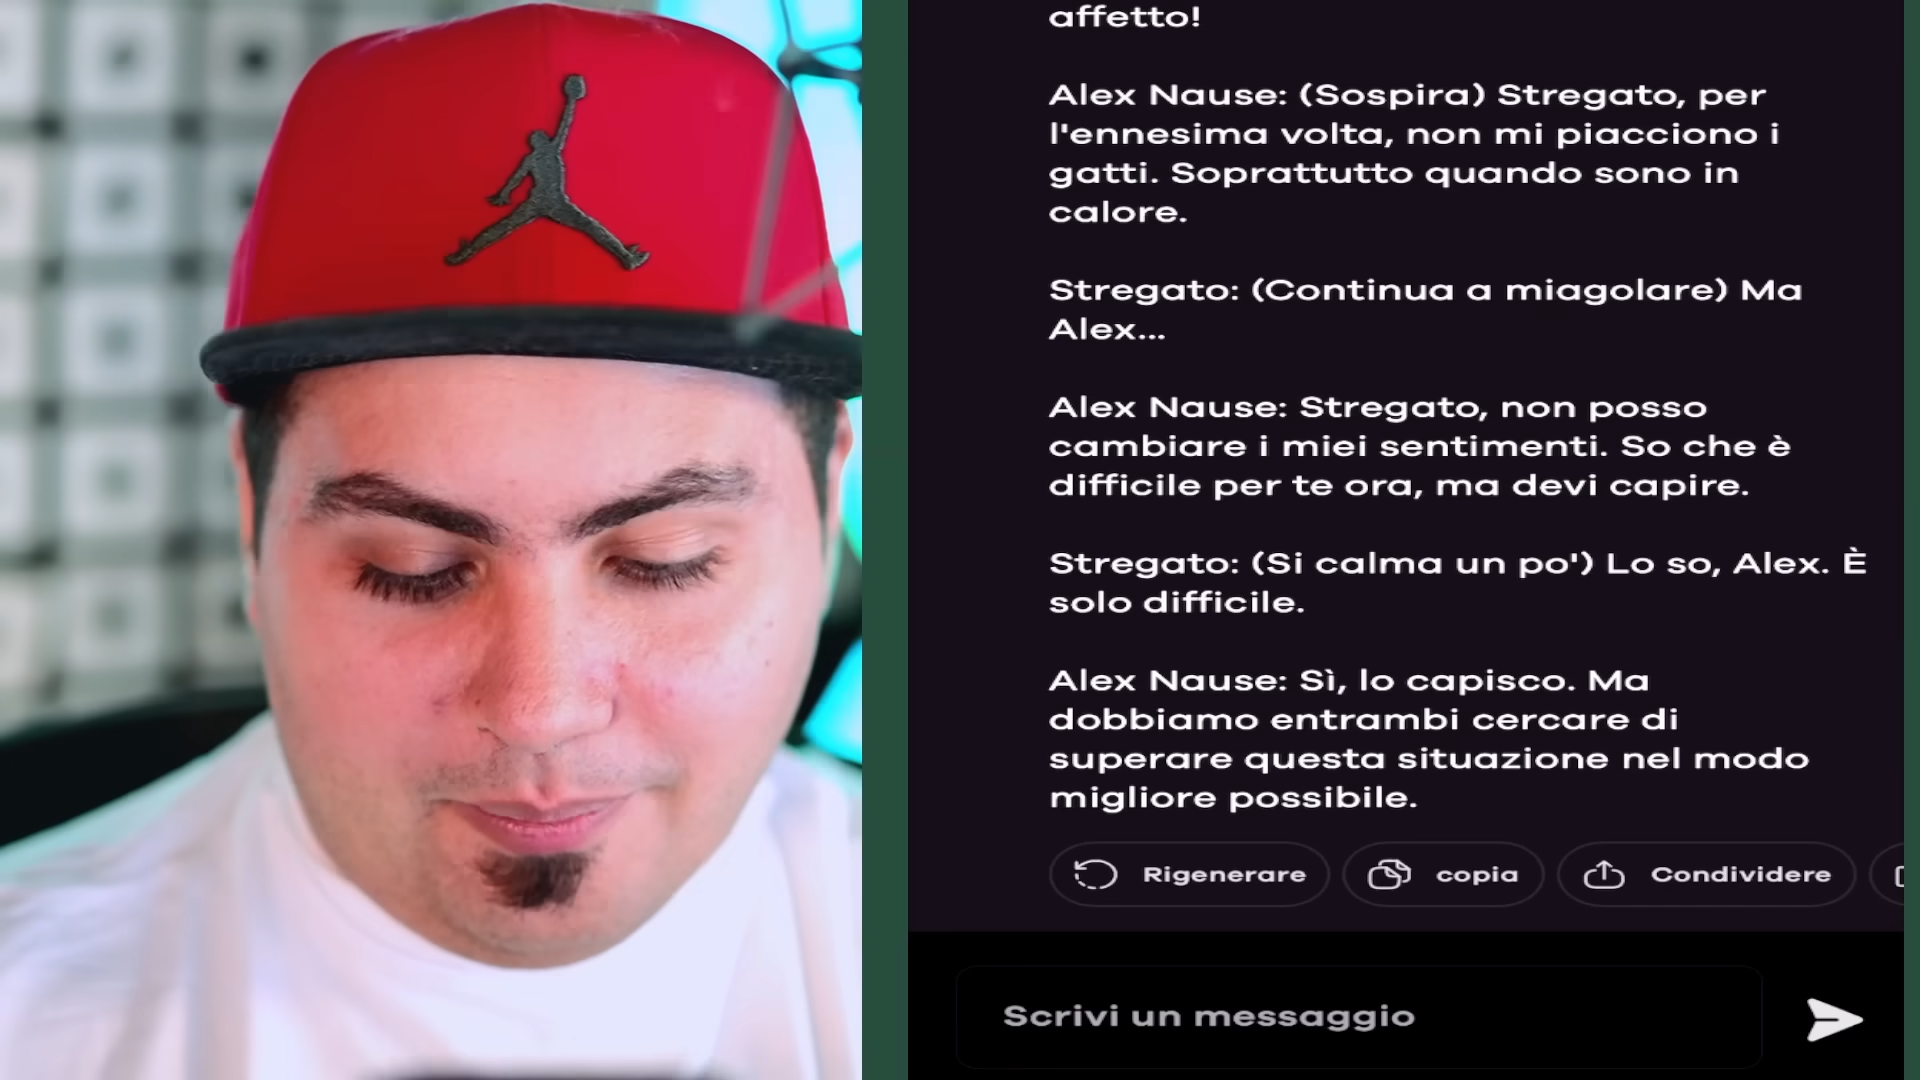 affetto!
Alex Nause: (Sospira) Stregato, per
l'ennesima volta, non mi piacciono i
gatti. Soprattutto quando sono in
calore.
Stregato: (Continua a miagolare) Ma
Alex...
Alex Nause: Stregato, non posso
cambiare i miei sentimenti. So che è
difficile per te ora, ma devi capire.
Stregato: (Si calma un po') Lo so, Alex. È
solo difficile.
Alex Nause: Sì, lo capisco. Ma
dobbiamo entrambi cercare di
superare questa situazione nel modo
migliore possibile.
Rigenerare copia Condividere
Scrivi un messaggio